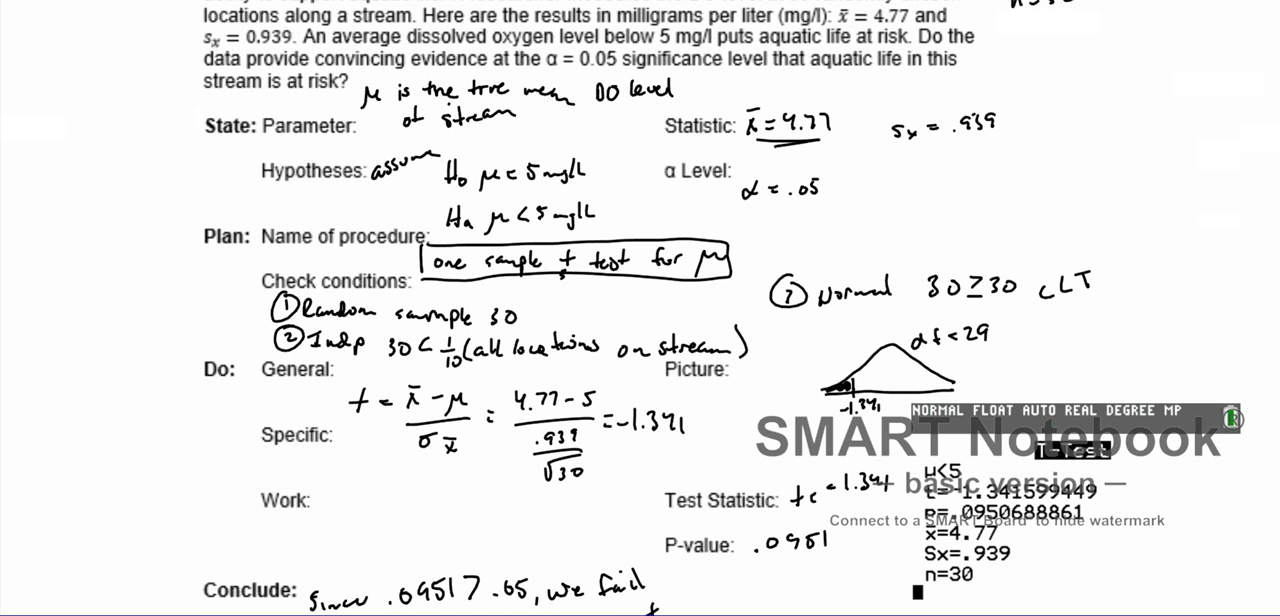 locations along a stream. Here are the results in milligrams per liter (mg/l): x̄ = 4.77 and
sₓ = 0.939. An average dissolved oxygen level below 5 mg/l puts aquatic life at risk. Do the
data provide convincing evidence at the α = 0.05 significance level that aquatic life in this
stream is at risk?
μ is the true mean DO level
of stream
State: Parameter:
Statistic: x̄ = 4.77 sₓ = .939
Hypotheses: assume H₀ μ = 5 mg/L
α Level: α = .05
Hₐ μ < 5 mg/L
Plan: Name of procedure:
one sample t test for μ
Check conditions:
① Random sample 30
② Indp 30 < 1/10 (all locations on stream)
③ Normal 30 ≥ 30 CLT
Do: General:
t = x̄ - μ / σx̄ = 4.77 - 5 / .939/√30 = -1.341
Specific:
Work:
Picture:
df = 29
-1.341
Test Statistic: t = -1.341
P-value: .0951
NORMAL FLOAT AUTO REAL DEGREE MP
T-Test
μ<5
t=-1.341599449
p=.0950688861
x̄=4.77
Sx=.939
n=30
SMART Notebook
— basic version —
Connect to a SMART Board to hide watermark
Conclude: Since .0951 > .05, we fail